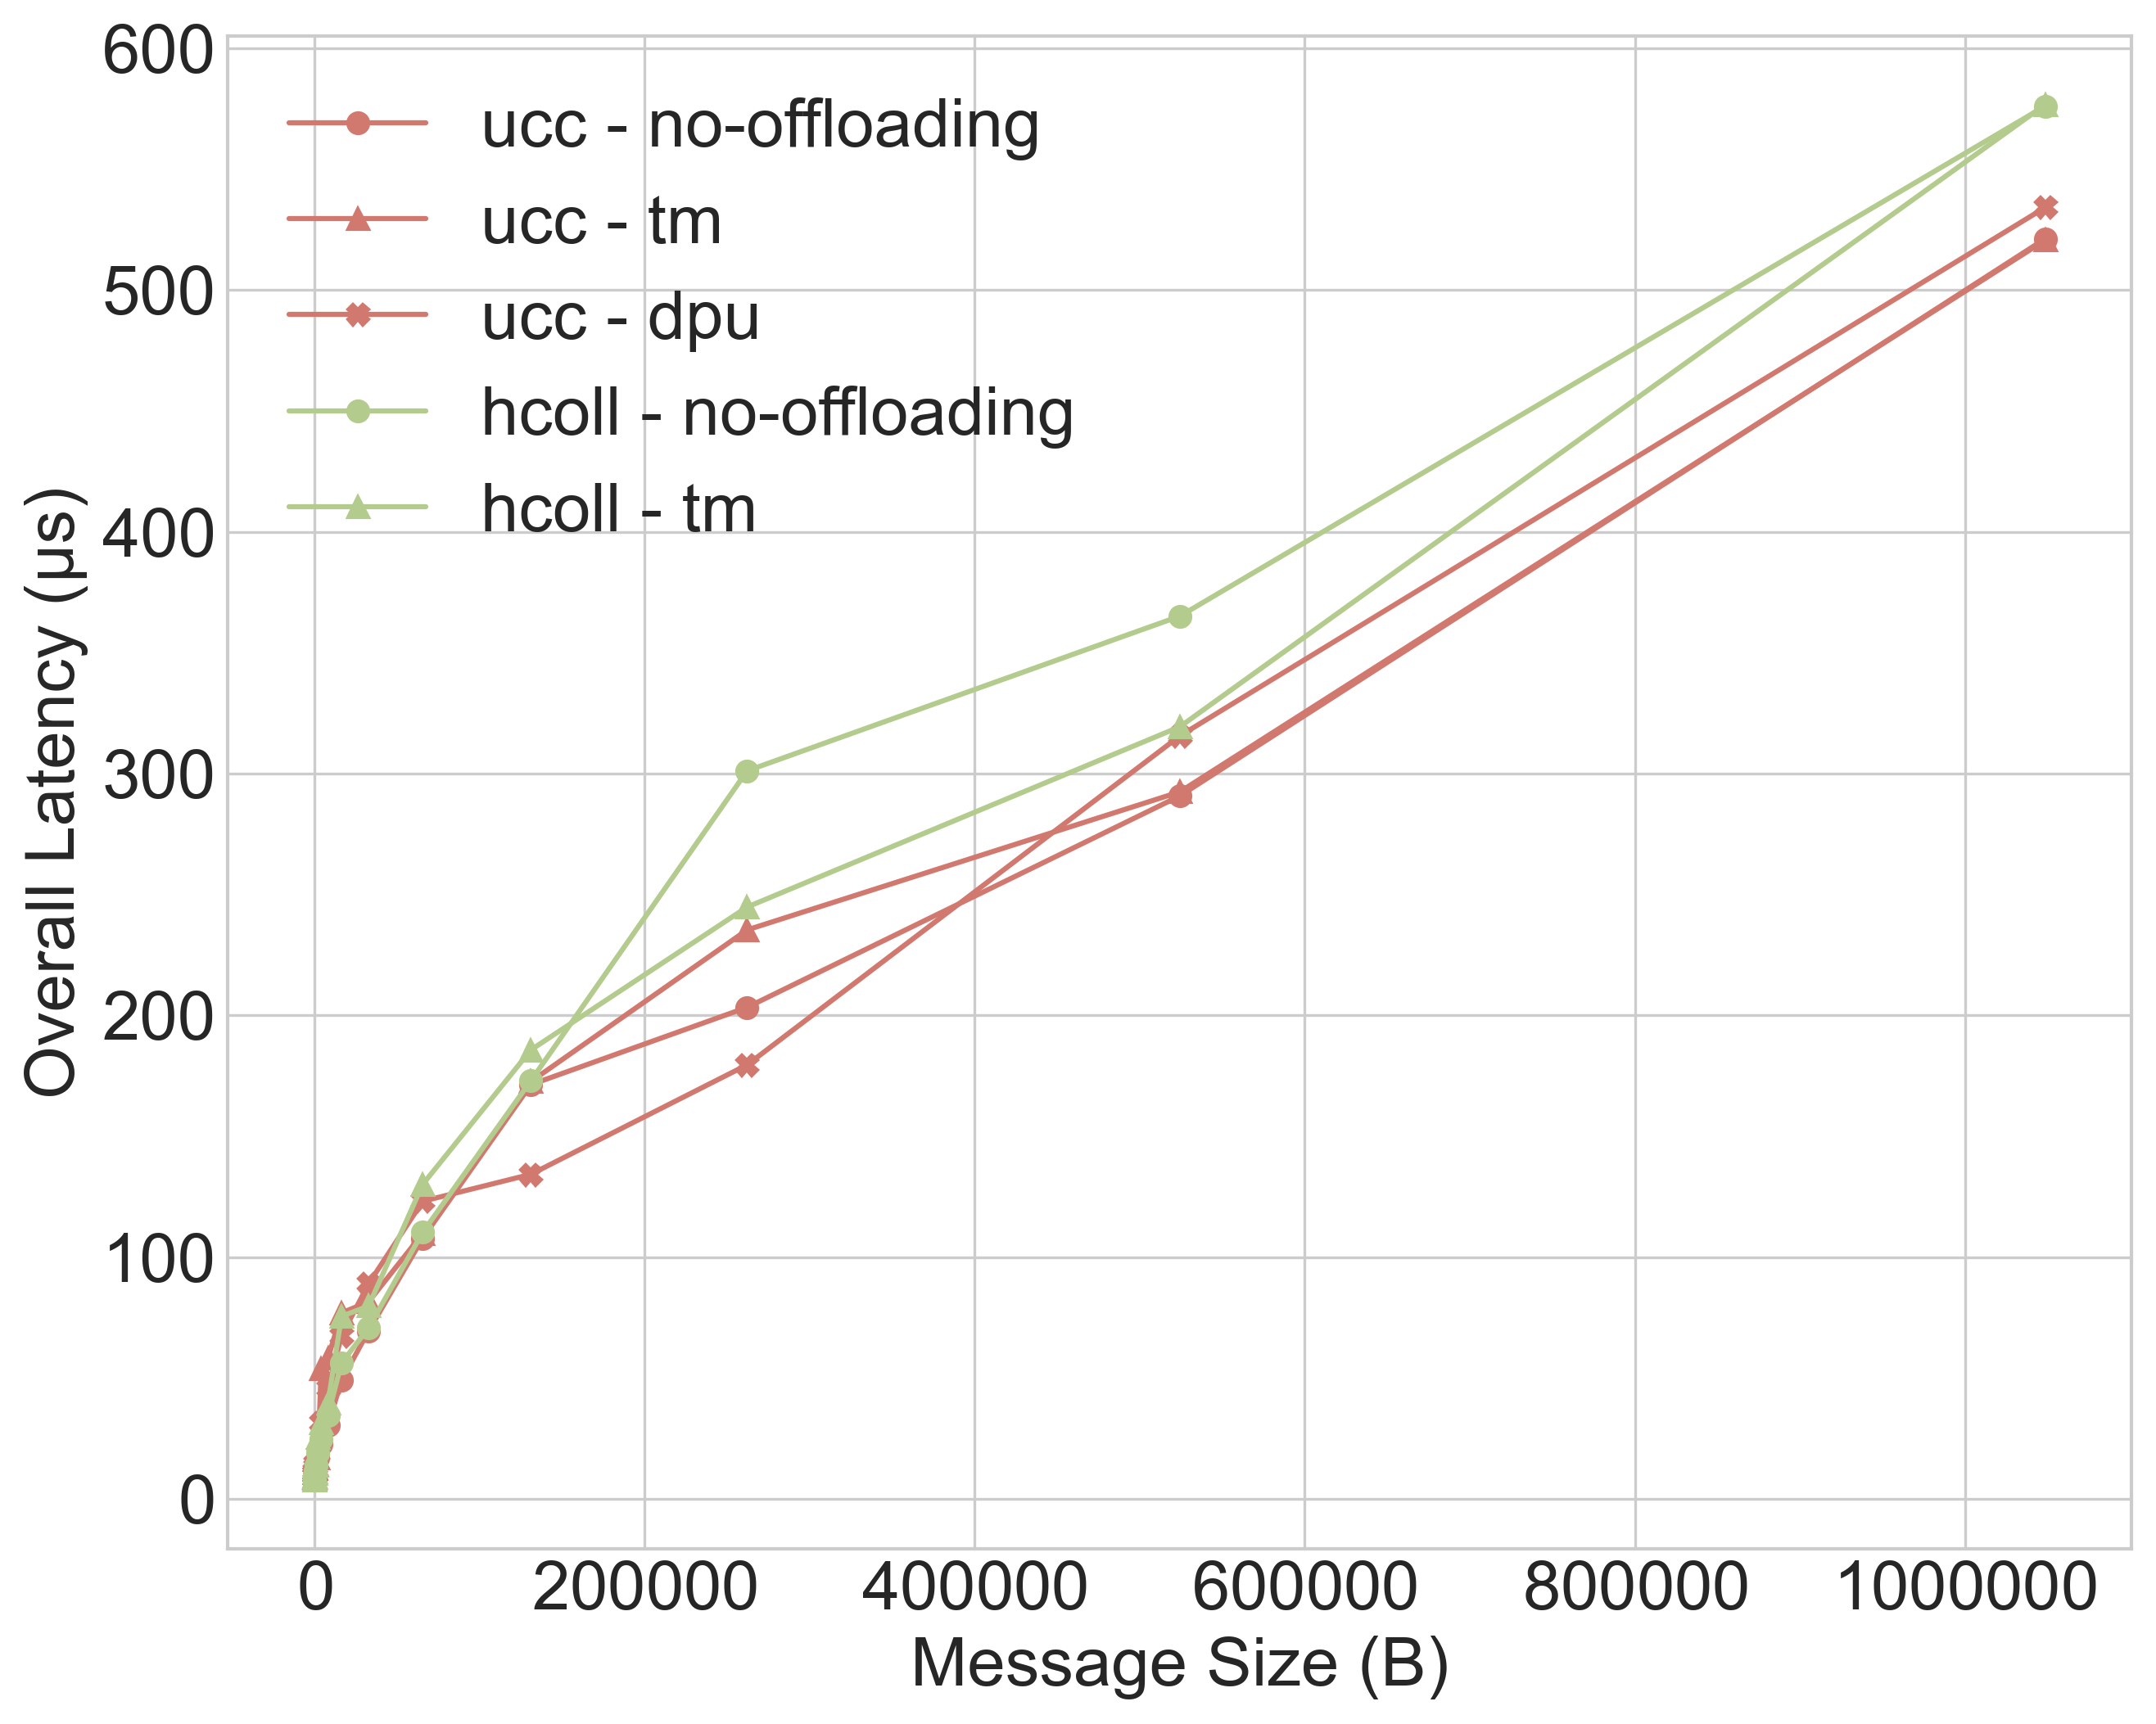 600
500
400
300
200
100
0
Overall Latency (μs)
ucc - no-offloading
ucc - tm
ucc - dpu
hcoll - no-offloading
hcoll - tm
0 200000 400000 600000 800000 1000000
Message Size (B)